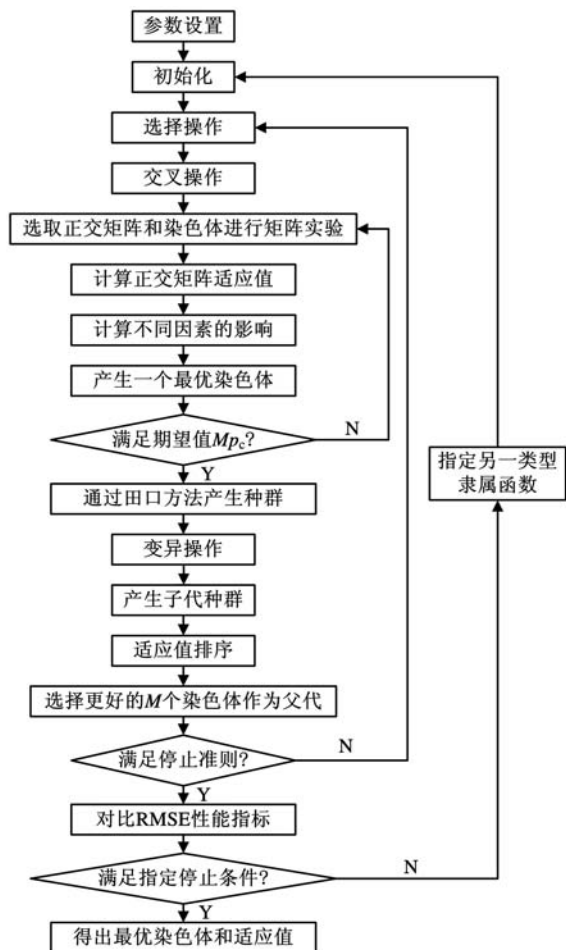 参数设置
初始化
选择操作
交叉操作
选取正交矩阵和染色体进行矩阵实验
计算正交矩阵适应值
计算不同因素的影响
产生一个最优染色体
满足期望值Mpc?
N
Y
指定另一类型
隶属函数
通过田口方法产生种群
变异操作
产生子代种群
适应值排序
选择更好的M个染色体作为父代
满足停止准则?
N
Y
对比RMSE性能指标
满足指定停止条件?
N
Y
得出最优染色体和适应值